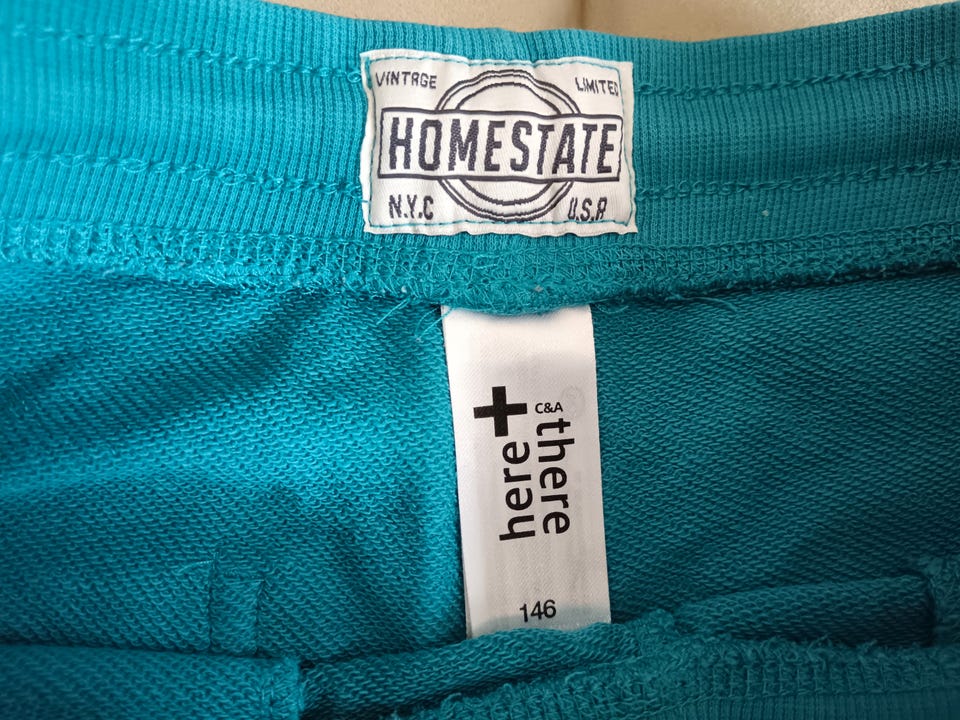 VINTAGE LIMITED
HOMESTATE
N.Y.C U.S.A
here+there
C&A
146